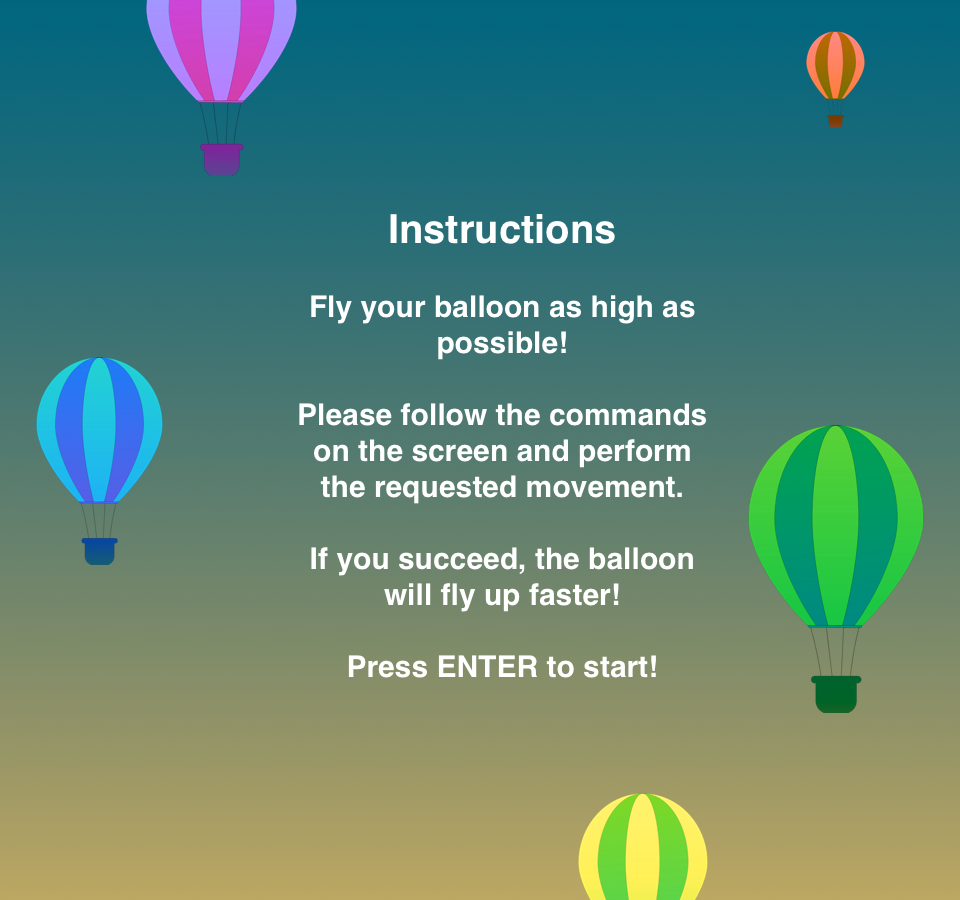 Instructions
Fly your balloon as high as
possible!
Please follow the commands
on the screen and perform
the requested movement.
If you succeed, the balloon
will fly up faster!
Press ENTER to start!